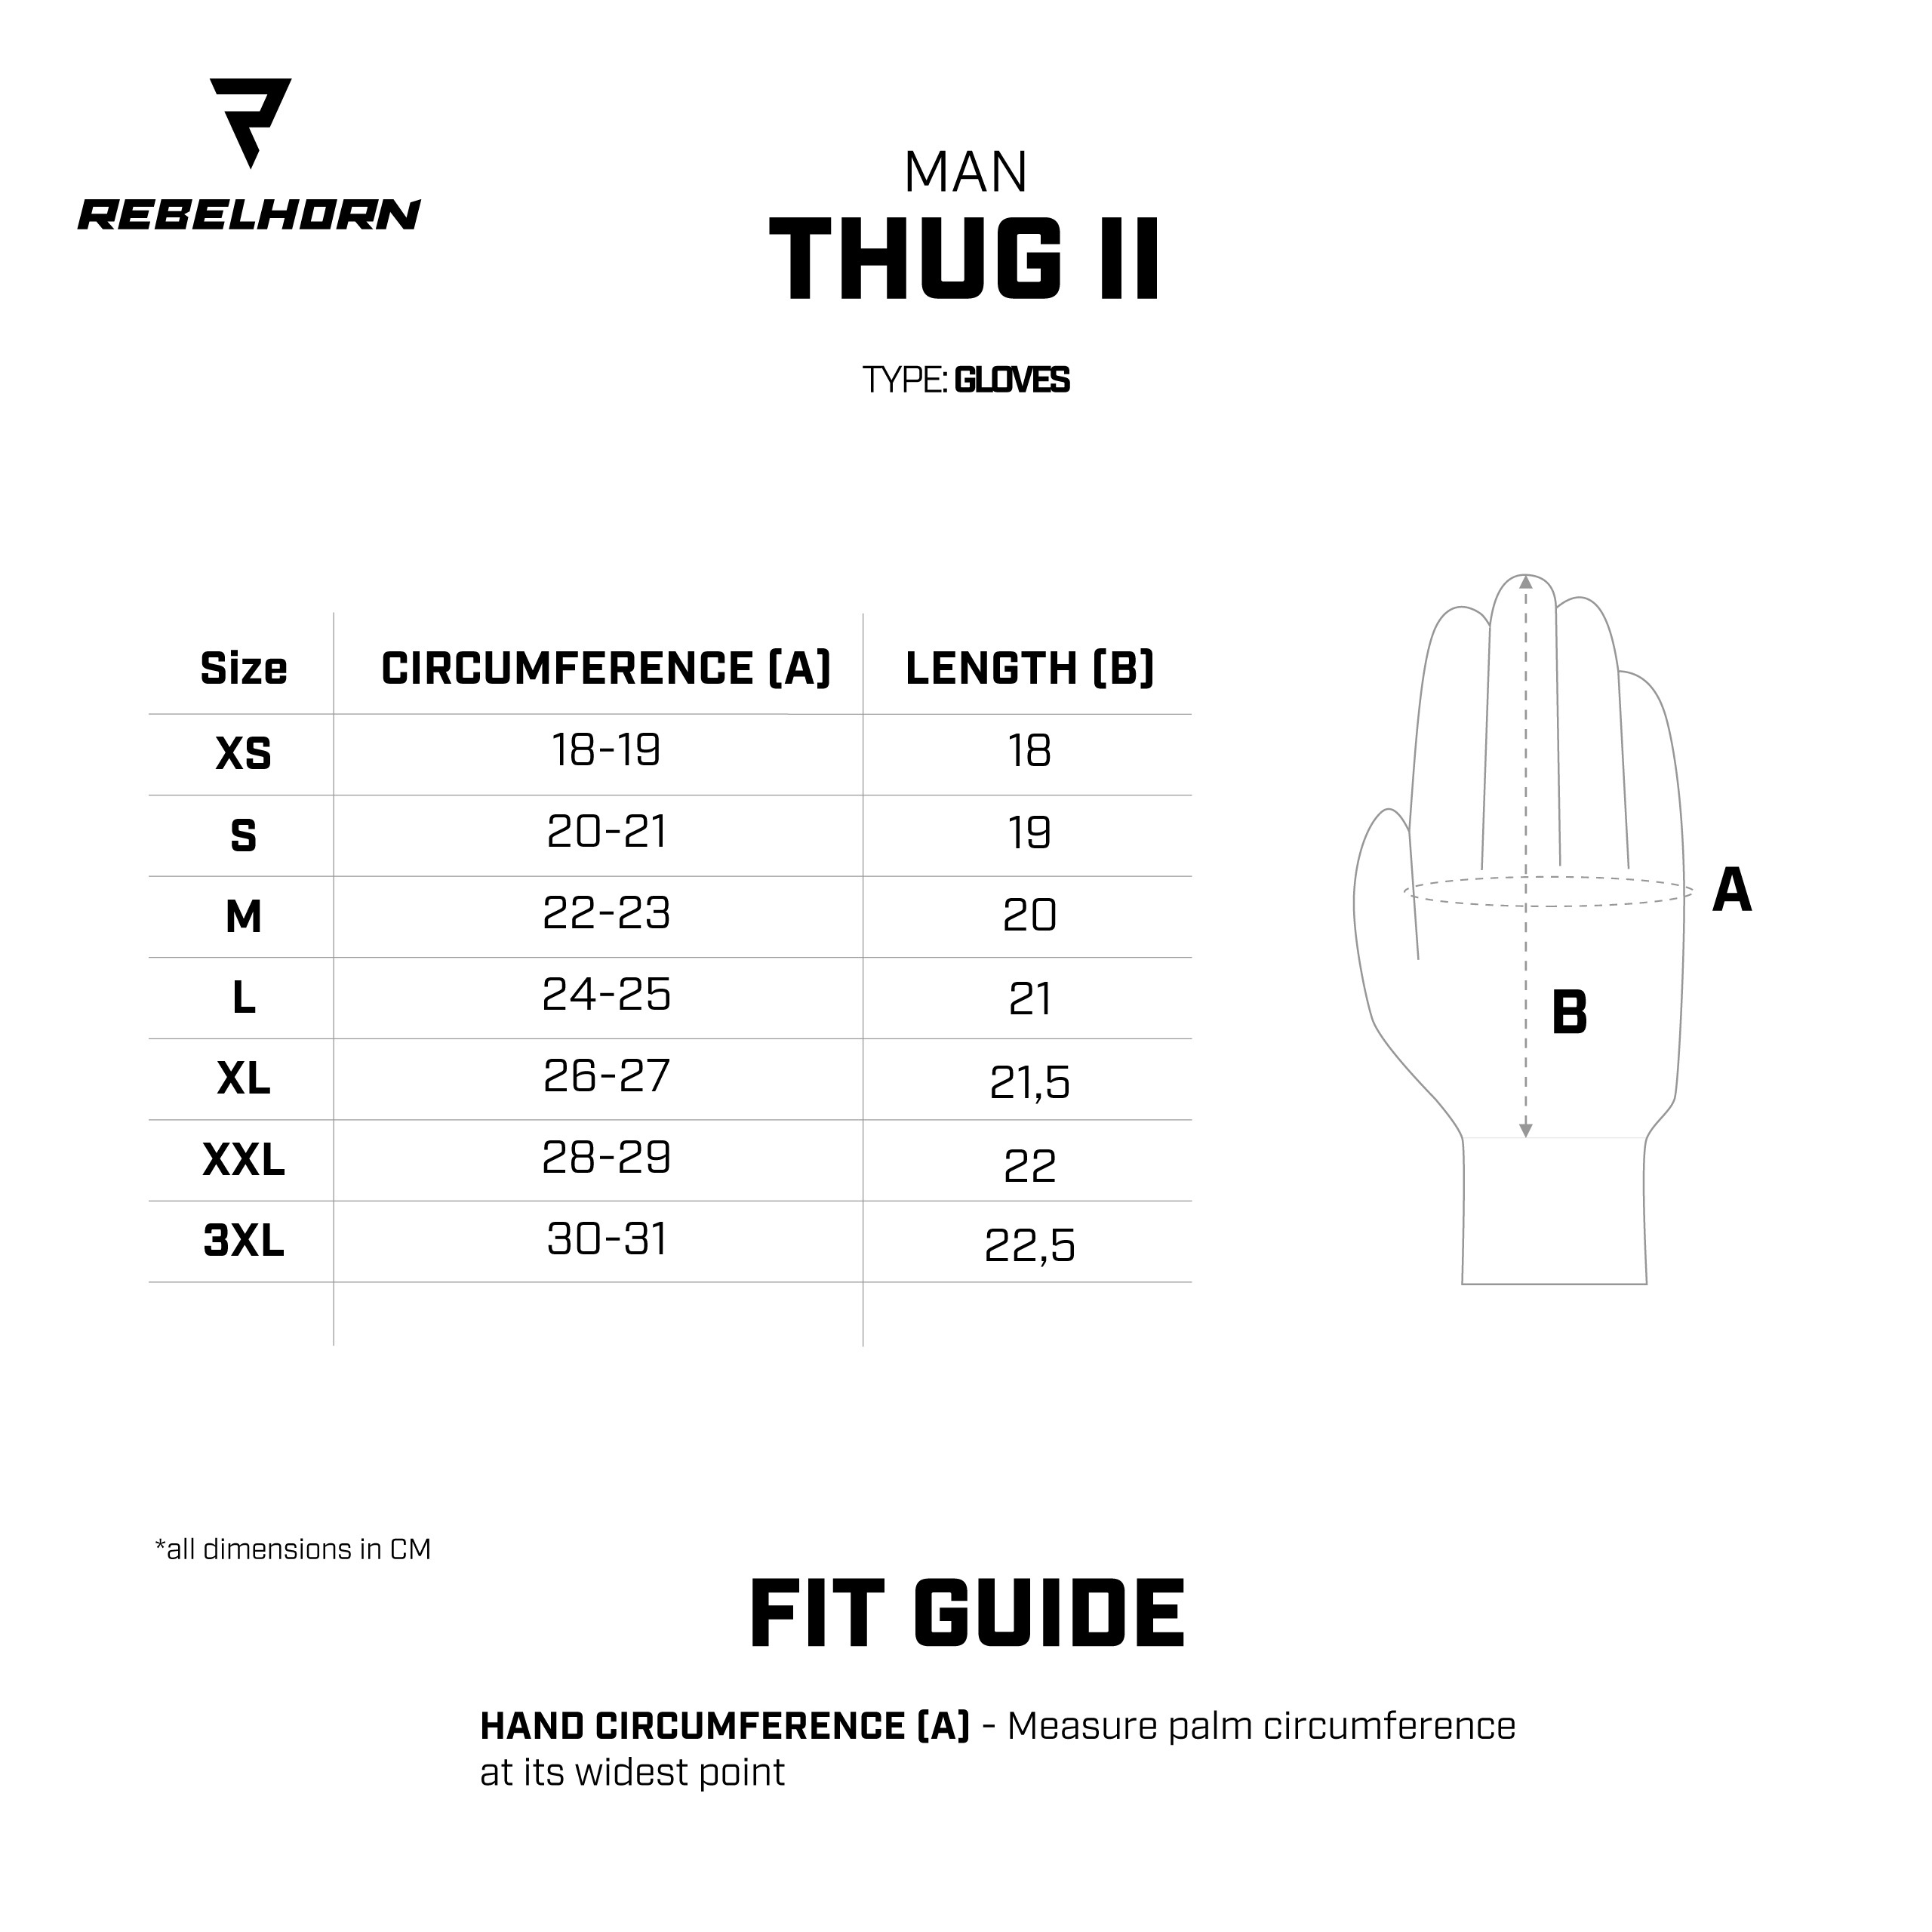 REBELHORN
MAN
THUG II
TYPE: GLOVES
Size CIRCUMFERENCE (A) LENGTH (B)
XS 18-19 18
S 20-21 19
M 22-23 20
L 24-25 21
XL 26-27 21,5
XXL 28-29 22
3XL 30-31 22,5
A
B
*all dimensions in CM
FIT GUIDE
HAND CIRCUMFERENCE (A) - Measure palm circumference
at its widest point